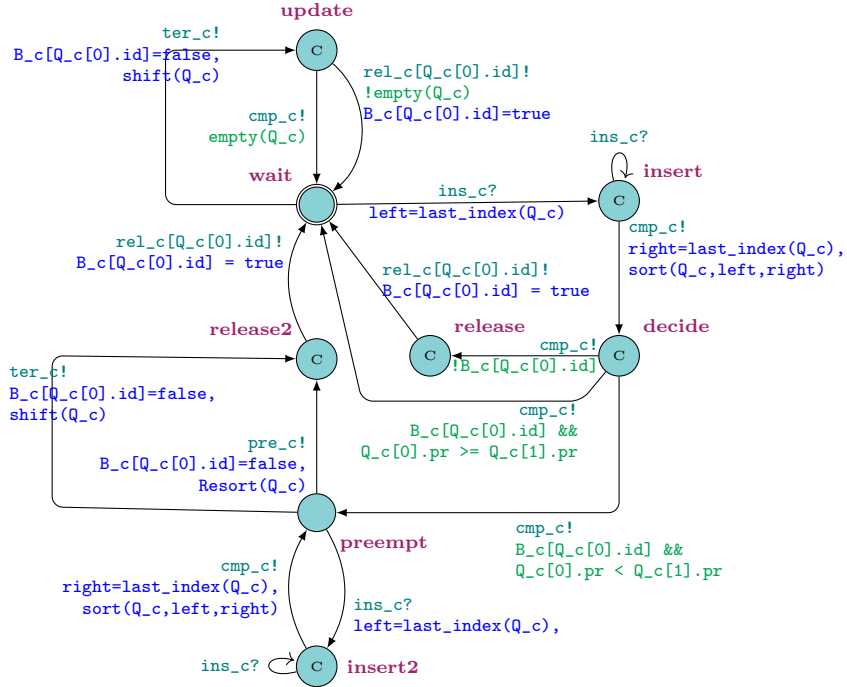 update
ter_c!
B_c[Q_c[0].id]=false,
shift(Q_c)
C
rel_c[Q_c[0].id]!
!empty(Q_c)
B_c[Q_c[0].id]=true
cmp_c!
empty(Q_c)
wait
ins_c?
left=last_index(Q_c)
ins_c?
insert
C
cmp_c!
right=last_index(Q_c),
sort(Q_c,left,right)
rel_c[Q_c[0].id]!
B_c[Q_c[0].id] = true
rel_c[Q_c[0].id]!
B_c[Q_c[0].id] = true
release2
C
release
C
decide
C
cmp_c!
!B_c[Q_c[0].id]
cmp_c!
B_c[Q_c[0].id] &&
Q_c[0].pr >= Q_c[1].pr
ter_c!
B_c[Q_c[0].id]=false,
shift(Q_c)
pre_c!
B_c[Q_c[0].id]=false,
Resort(Q_c)
preempt
cmp_c!
B_c[Q_c[0].id] &&
Q_c[0].pr < Q_c[1].pr
cmp_c!
right=last_index(Q_c),
sort(Q_c,left,right)
ins_c?
left=last_index(Q_c),
ins_c?
C
insert2